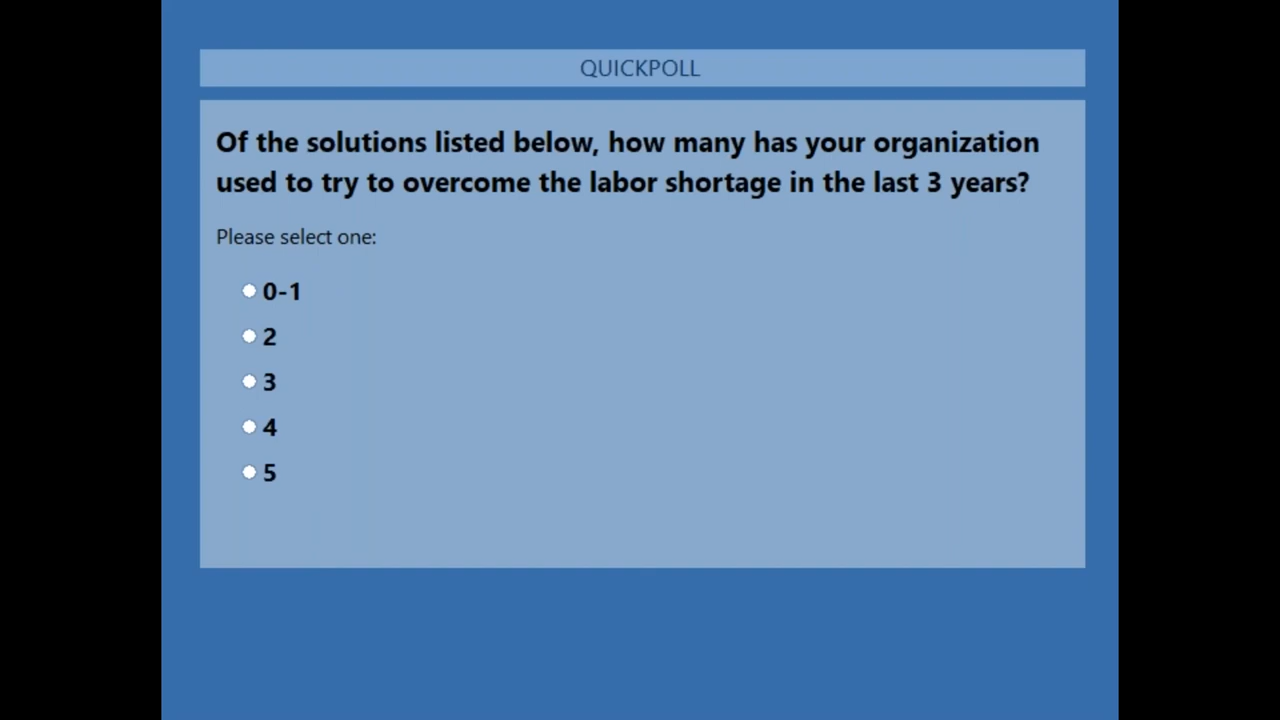 QUICKPOLL
Of the solutions listed below, how many has your organization
used to try to overcome the labor shortage in the last 3 years?
Please select one:
0-1
2
3
4
5